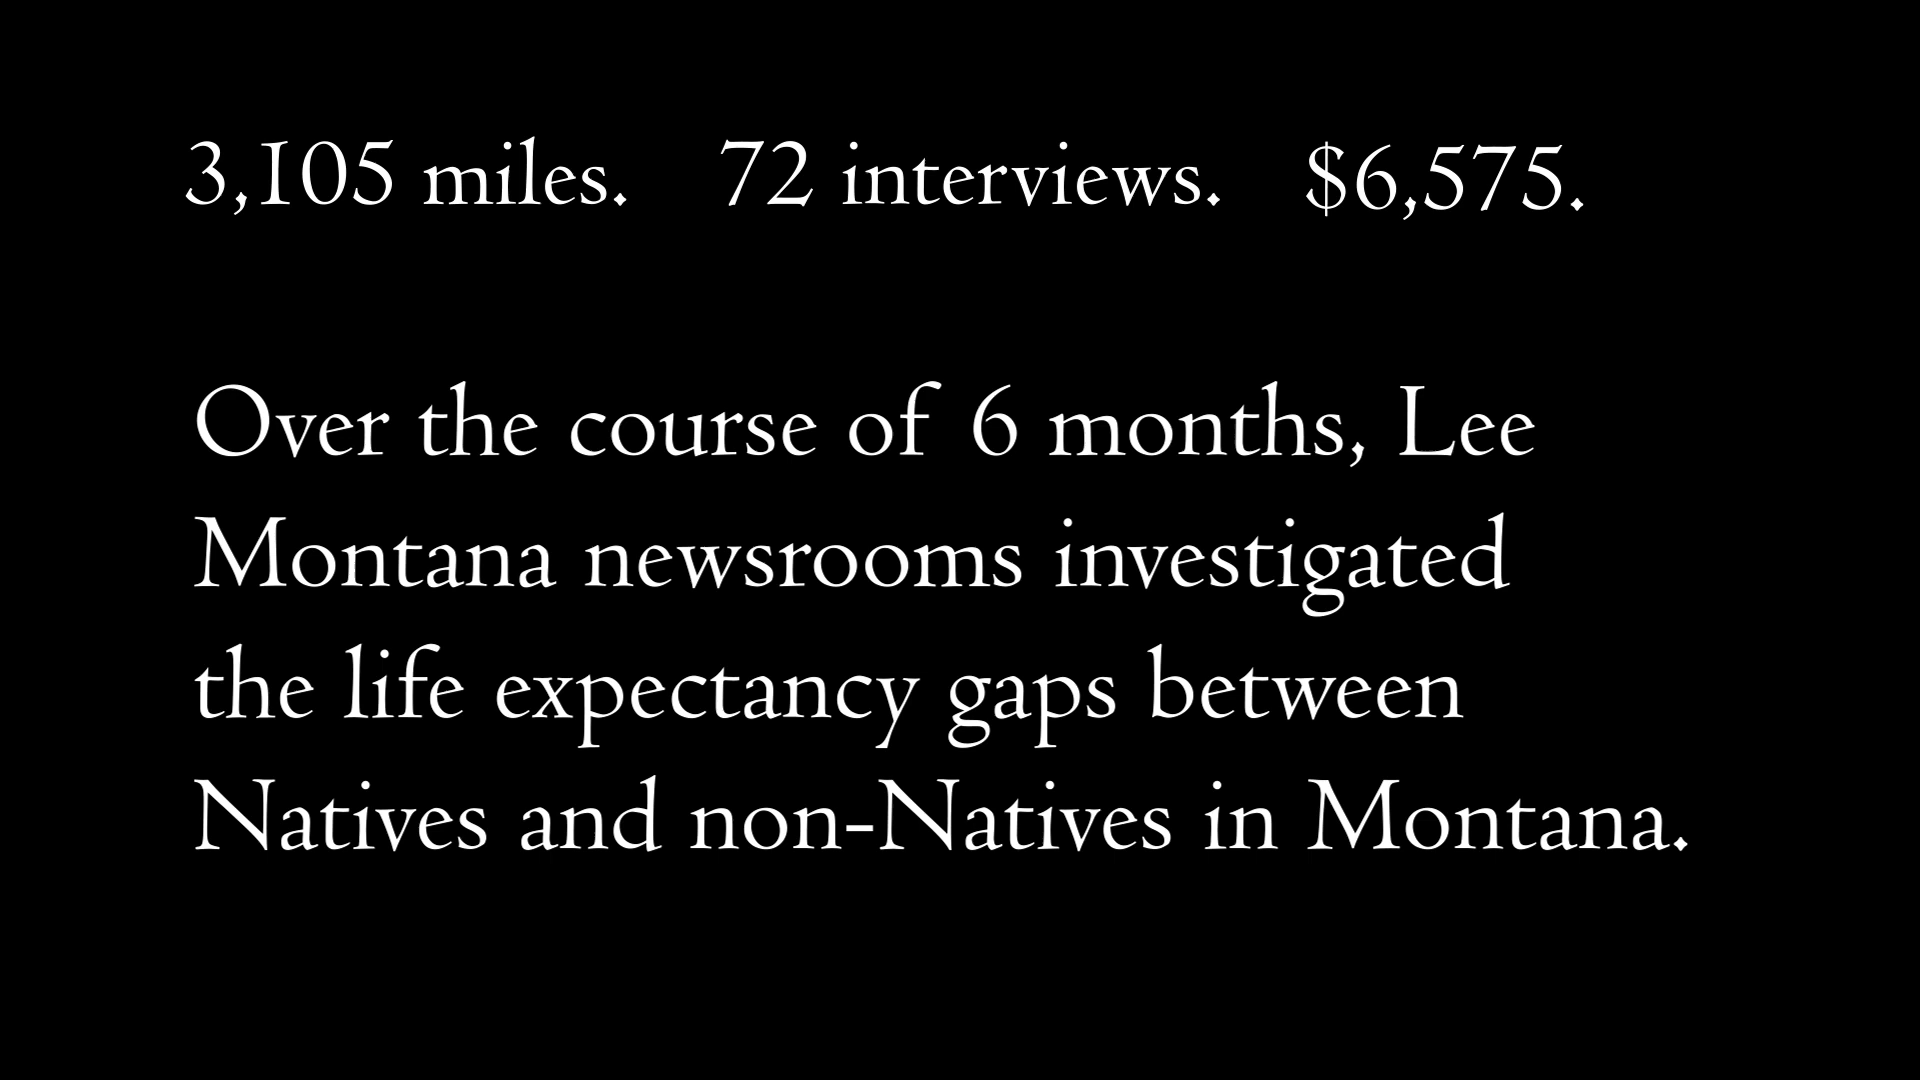 3,105 miles. 72 interviews. $6,575.
Over the course of 6 months, Lee
Montana newsrooms investigated
the life expectancy gaps between
Natives and non-Natives in Montana.